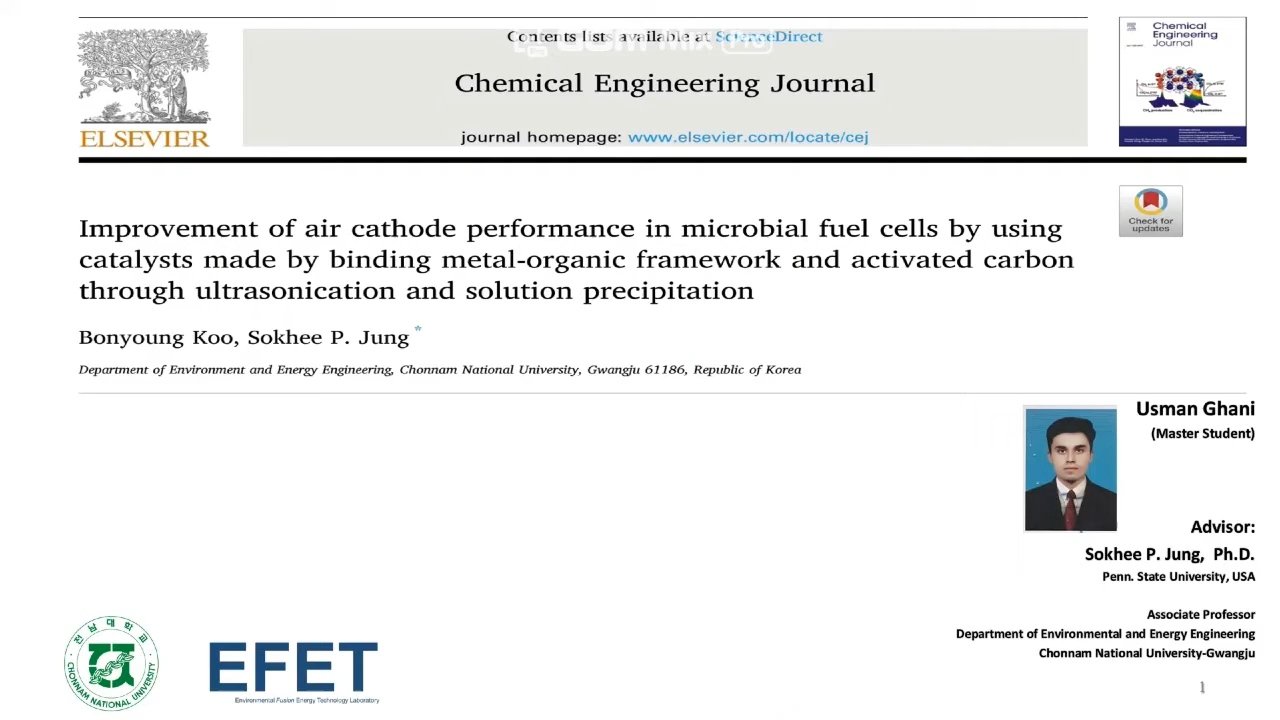 Contents lists available at ScienceDirect
Chemical Engineering Journal
journal homepage: www.elsevier.com/locate/cej
ELSEVIER
Chemical
Engineering
Journal
Check for
updates
Improvement of air cathode performance in microbial fuel cells by using
catalysts made by binding metal-organic framework and activated carbon
through ultrasonication and solution precipitation
Bonyoung Koo, Sokhee P. Jung *
Department of Environment and Energy Engineering, Chonnam National University, Gwangju 61186, Republic of Korea
Usman Ghani
(Master Student)
Advisor:
Sokhee P. Jung, Ph.D.
Penn. State University, USA
Associate Professor
Department of Environmental and Energy Engineering
Chonnam National University-Gwangju
전남대학교
CHONNAM NATIONAL UNIVERSITY
EFET
Environmental Fusion Energy Technology Laboratory
1